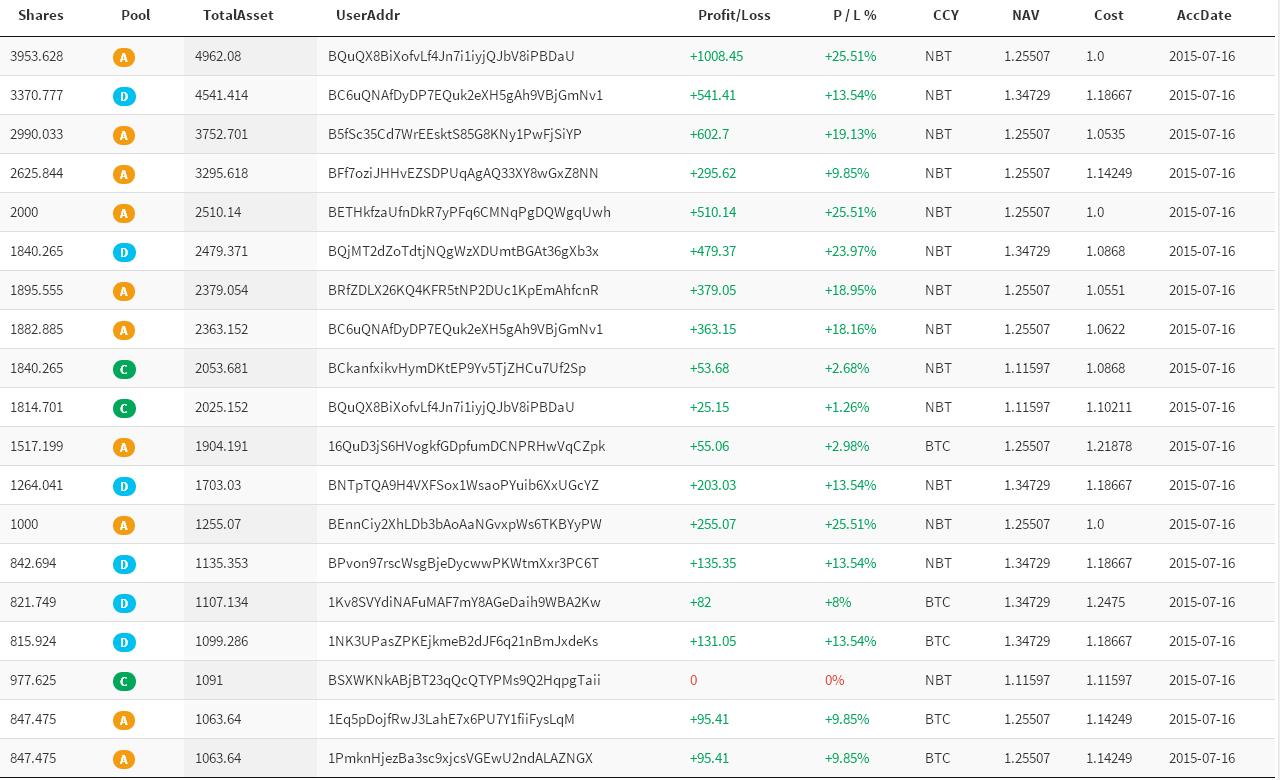 Shares Pool TotalAsset UserAddr Profit/Loss P / L % CCY NAV Cost AccDate
3953.628 A 4962.08 BQuQX8BiXofvLf4Jn7i1iyjQJbV8iPBDaU +1008.45 +25.51% NBT 1.25507 1.0 2015-07-16
3370.777 D 4541.414 BC6uQNAfDyDP7EQuk2eXH5gAh9VBjGmNv1 +541.41 +13.54% NBT 1.34729 1.18667 2015-07-16
2990.033 A 3752.701 B5fSc35Cd7WrEEsktS85G8KNy1PwFjSiYP +602.7 +19.13% NBT 1.25507 1.0535 2015-07-16
2625.844 A 3295.618 BFf7oziJHHvEZSDPUqAgAQ33XY8wGxZ8NN +295.62 +9.85% NBT 1.25507 1.14249 2015-07-16
2000 A 2510.14 BETHkfzaUfnDkR7yPFq6CMNqPgDQWgqUwh +510.14 +25.51% NBT 1.25507 1.0 2015-07-16
1840.265 D 2479.371 BQjMT2dZoTdtjNQgWzXDUmtBGAt36gXb3x +479.37 +23.97% NBT 1.34729 1.0868 2015-07-16
1895.555 A 2379.054 BRfZDLX26KQ4KFR5tNP2DUc1KpEmAhfcnR +379.05 +18.95% NBT 1.25507 1.0551 2015-07-16
1882.885 A 2363.152 BC6uQNAfDyDP7EQuk2eXH5gAh9VBjGmNv1 +363.15 +18.16% NBT 1.25507 1.0622 2015-07-16
1840.265 C 2053.681 BCkanfxikvHymDKtEP9Yv5TjZHCu7Uf2Sp +53.68 +2.68% NBT 1.11597 1.0868 2015-07-16
1814.701 C 2025.152 BQuQX8BiXofvLf4Jn7i1iyjQJbV8iPBDaU +25.15 +1.26% NBT 1.11597 1.10211 2015-07-16
1517.199 A 1904.191 16QuD3jS6HVogkfGDpfumDCNPRHwVqCZpk +55.06 +2.98% BTC 1.25507 1.21878 2015-07-16
1264.041 D 1703.03 BNTpTQA9H4VXFSox1WsaoPYuib6XxUGcYZ +203.03 +13.54% NBT 1.34729 1.18667 2015-07-16
1000 A 1255.07 BEnnCiy2XhLDb3bAoAaNGvxpWs6TKBYyPW +255.07 +25.51% NBT 1.25507 1.0 2015-07-16
842.694 D 1135.353 BPvon97rscWsgBjeDycwwPKWtmXxr3PC6T +135.35 +13.54% NBT 1.34729 1.18667 2015-07-16
821.749 D 1107.134 1Kv8SVYdiNAFuMAF7mY8AGeDaih9WBA2Kw +82 +8% BTC 1.34729 1.2475 2015-07-16
815.924 D 1099.286 1NK3UPasZPKEjkmeB2dJF6q21nBmJxdeKs +131.05 +13.54% BTC 1.34729 1.18667 2015-07-16
977.625 C 1091 BSXWKNkABjBT23qQcQTYPMs9Q2HqpgTaii 0 0% NBT 1.11597 1.11597 2015-07-16
847.475 A 1063.64 1Eq5pDojfRwJ3LahE7x6PU7Y1fiiFysLqM +95.41 +9.85% BTC 1.25507 1.14249 2015-07-16
847.475 A 1063.64 1PmknHjezBa3sc9xjcsVGEwU2ndALAZNGX +95.41 +9.85% BTC 1.25507 1.14249 2015-07-16